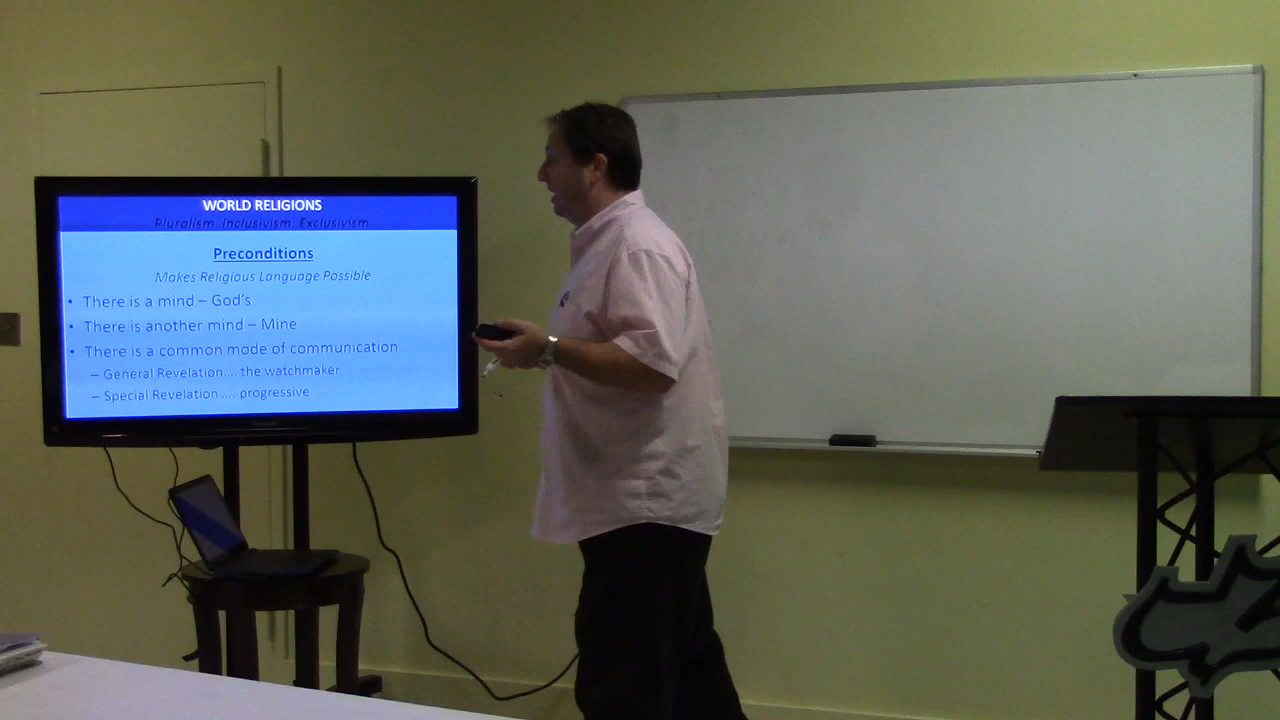 WORLD RELIGIONS
Pluralism, Inclusivism, Exclusivism
Preconditions
Makes Religious Language Possible
• There is a mind – God's
• There is another mind – Mine
• There is a common mode of communication
– General Revelation.... the watchmaker
– Special Revelation .... progressive